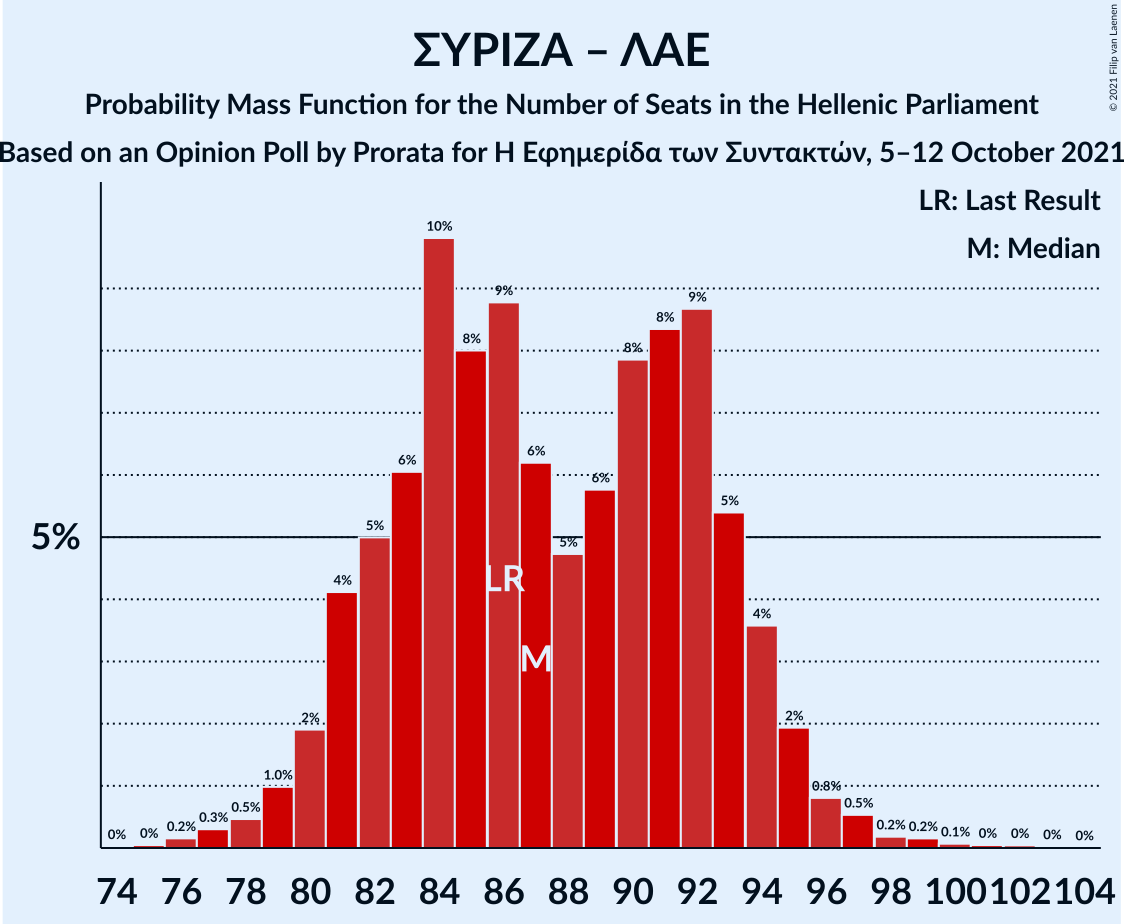 ΣΥΡΙΖΑ – ΛΑΕ
Probability Mass Function for the Number of Seats in the Hellenic Parliament
Based on an Opinion Poll by Prorata for Η Εφημερίδα των Συντακτών, 5–12 October 2021
© 2021 Filip van Laenen
LR: Last Result
M: Median
5%
0% 0% 0.2% 0.3% 0.5% 1.0% 2% 4% 5% 6% 10% 8% 9% 6% 5% 6% 8% 8% 9% 5% 4% 2% 0.8% 0.5% 0.2% 0.2% 0.1% 0% 0% 0% 0%
LR
M
74 76 78 80 82 84 86 88 90 92 94 96 98 100 102 104